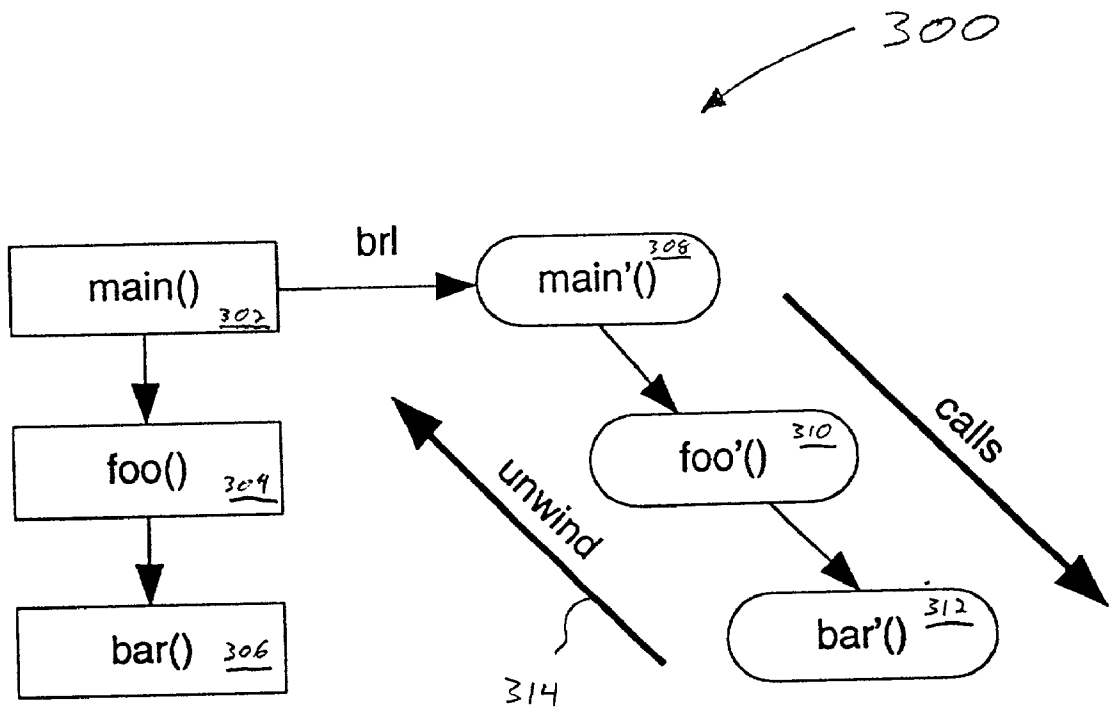 300
brl
main()
302
main'()
308
calls
foo()
304
foo'()
310
unwind
bar()
306
bar'()
312
314